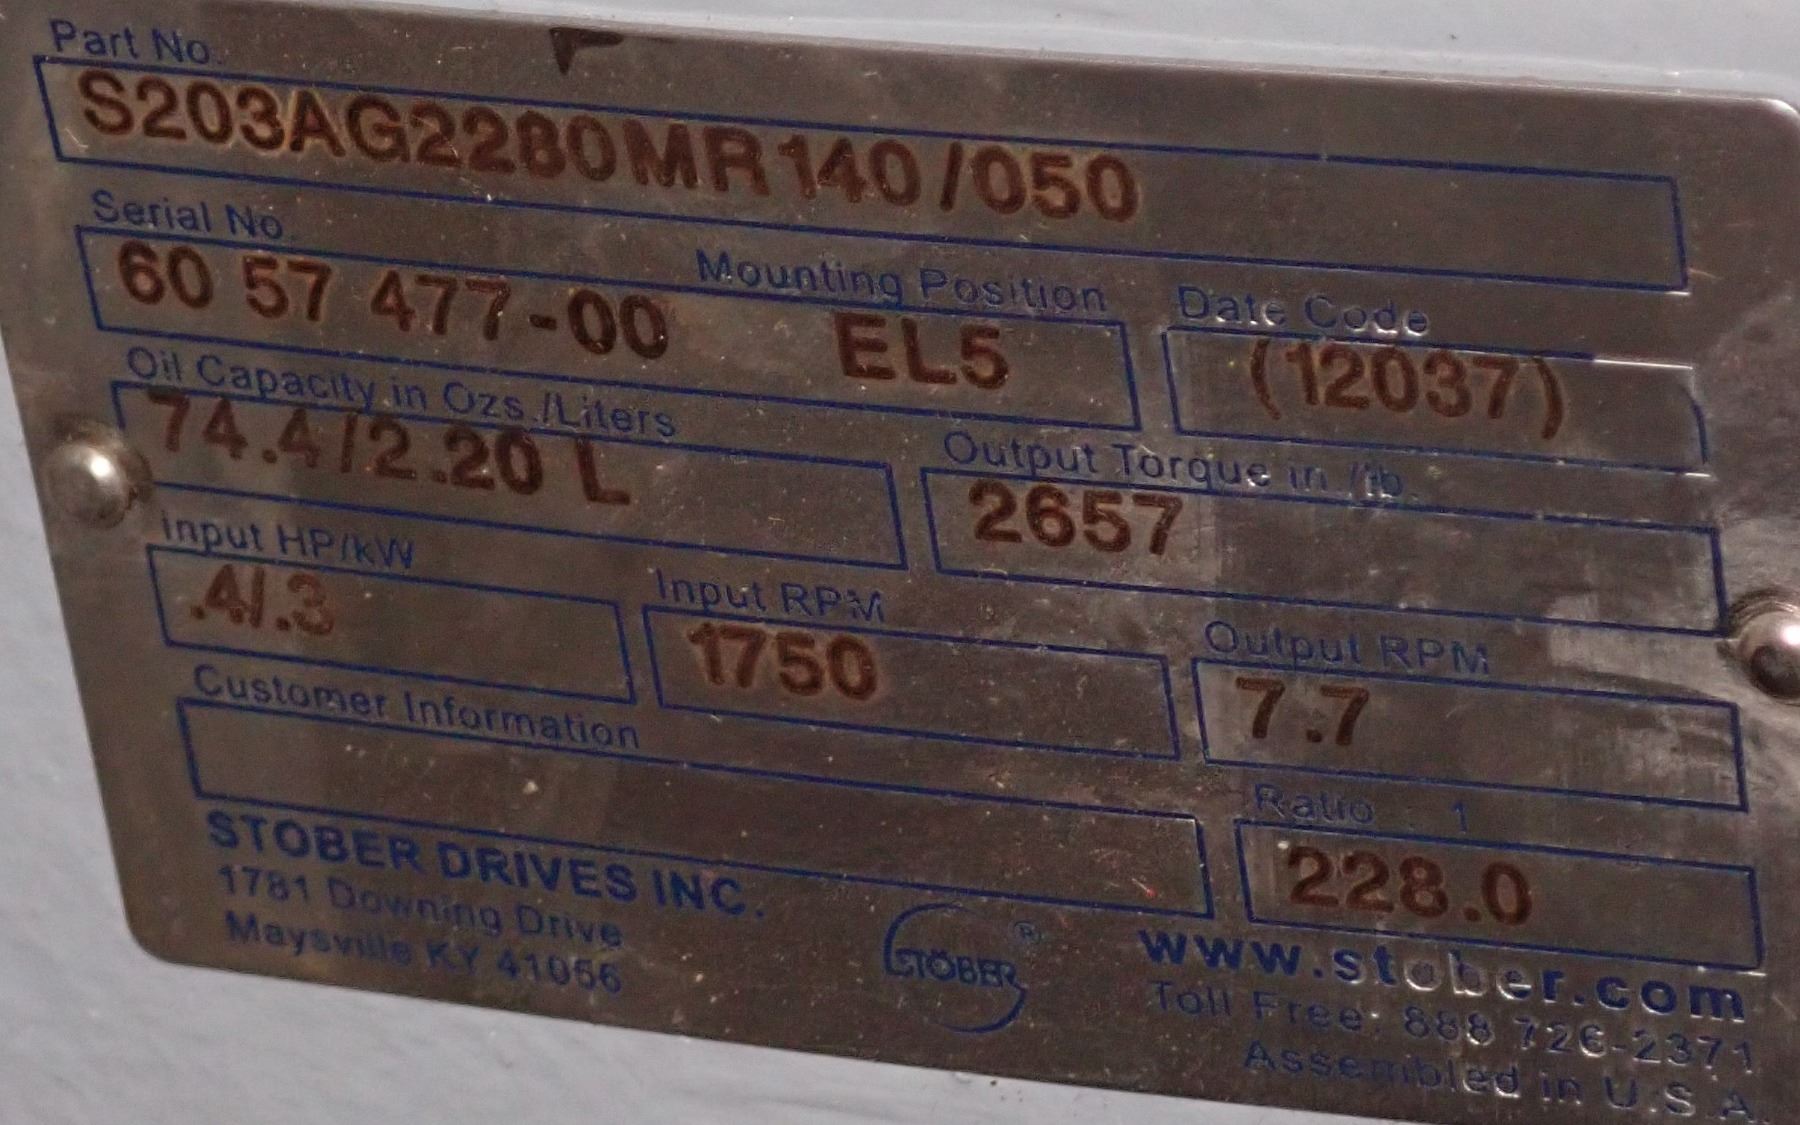 Part No.
S203AG2280MR140/050
Serial No.
Mounting Position
Date Code
60 57 477-00
EL5
(12037)
Oil Capacity in Ozs./Liters
Output Torque in./lb.
74.4/2.20 L
2657
Input HP/kW
Input RPM
Output RPM
.4/.3
1750
7.7
Customer Information
Ratio : 1
228.0
STOBER DRIVES INC.
1781 Downing Drive
Maysville KY 41056
STÖBER ®
www.stober.com
Toll Free: 888 726-2371
Assembled in U.S.A.